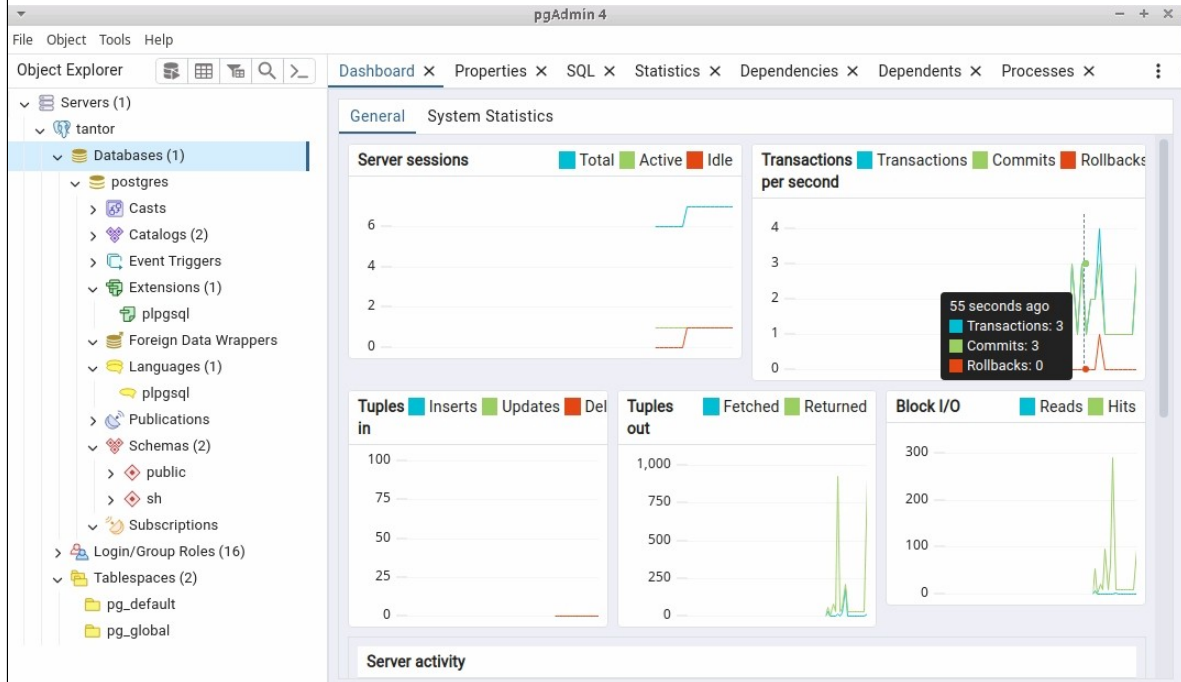 pgAdmin 4
File Object Tools Help
Object Explorer
Servers (1)
tantor
Databases (1)
postgres
Casts
Catalogs (2)
Event Triggers
Extensions (1)
plpgsql
Foreign Data Wrappers
Languages (1)
plpgsql
Publications
Schemas (2)
public
sh
Subscriptions
Login/Group Roles (16)
Tablespaces (2)
pg_default
pg_global
Dashboard Properties SQL Statistics Dependencies Dependents Processes
General System Statistics
Server sessions Total Active Idle
6
4
2
0
Transactions Transactions Commits Rollbacks
per second
4
3
2
1
0
55 seconds ago
Transactions: 3
Commits: 3
Rollbacks: 0
Tuples Inserts Updates Del
in
100
75
50
25
0
Tuples Fetched Returned
out
1,000
750
500
250
0
Block I/O Reads Hits
300
200
100
0
Server activity